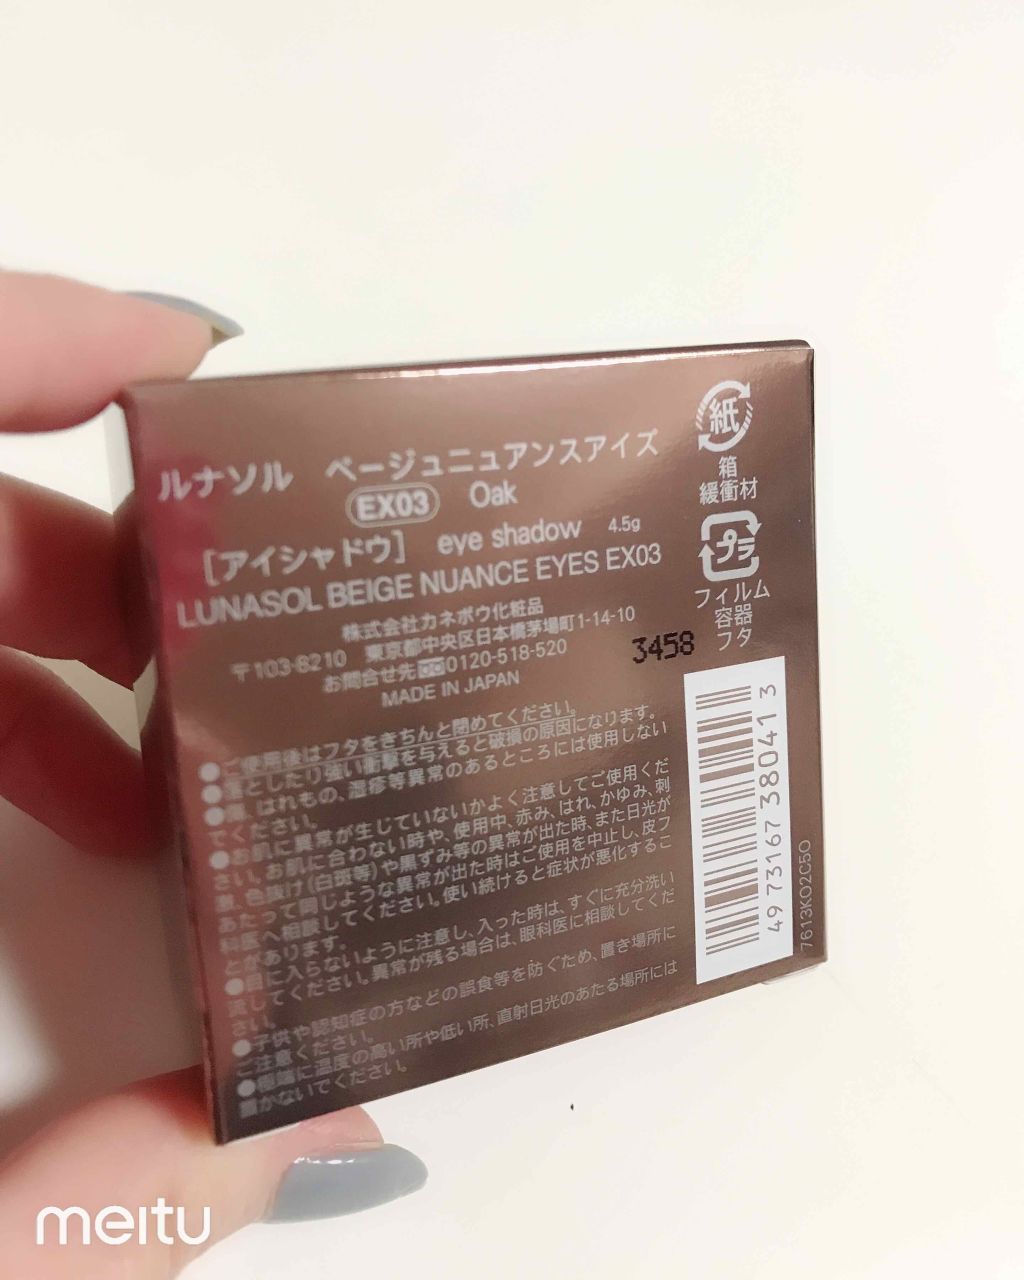 ルナソル ベージュニュアンスアイズ
EX03 Oak
[アイシャドウ] eye shadow 4.5g
LUNASOL BEIGE NUANCE EYES EX03
株式会社カネボウ化粧品
〒103-8210 東京都中央区日本橋茅場町1-14-10
お問合せ先 0120-518-520
MADE IN JAPAN
3458
●ご使用後はフタをきちんと閉めてください。
●落としたり強い衝撃を与えると破損の原因になります。
●傷、はれもの、湿疹等異常のあるところには使用しない
でください。
●お肌に異常が生じていないかよく注意してご使用くだ
さい。お肌に合わない時や、使用中、赤み、はれ、かゆみ、刺
激、色抜け(白斑等)や黒ずみ等の異常が出た時、また日光が
あたって同じような異常が出た時はご使用を中止し、皮フ
科医へ相談してください。使い続けると症状が悪化するこ
とがあります。
●目に入らないように注意し、入った時は、すぐに充分洗い
流してください。異常が残る場合は、眼科医に相談してくだ
さい。
●子供や認知症の方などの誤食等を防ぐため、置き場所に
ご注意ください。
●極端に温度の高い所や低い所、直射日光のあたる場所には
置かないでください。
紙
箱
緩衝材
プラ
フィルム
容器
フタ
49 73167 38041 3
7613K02C50
meitu